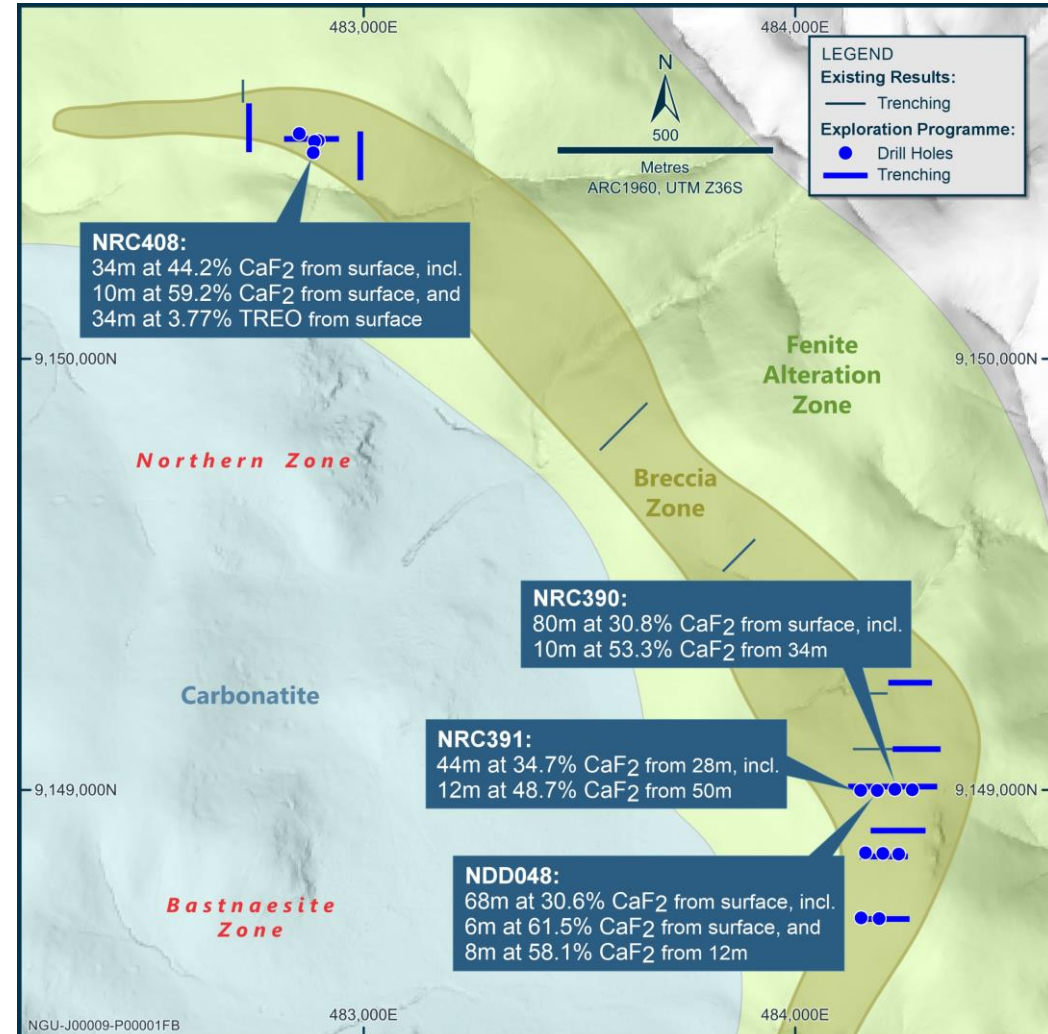 483,000E
484,000E
LEGEND
Existing Results:
Trenching
Exploration Programme:
Drill Holes
Trenching
N
500
Metres
ARC1960, UTM Z36S
NRC408:
34m at 44.2% CaF2 from surface, incl.
10m at 59.2% CaF2 from surface, and
34m at 3.77% TREO from surface
9,150,000N
9,150,000N
Fenite
Alteration
Zone
Northern Zone
Breccia
Zone
NRC390:
80m at 30.8% CaF2 from surface, incl.
10m at 53.3% CaF2 from 34m
Carbonatite
NRC391:
44m at 34.7% CaF2 from 28m, incl.
12m at 48.7% CaF2 from 50m
9,149,000N
9,149,000N
NDD048:
68m at 30.6% CaF2 from surface, incl.
6m at 61.5% CaF2 from surface, and
8m at 58.1% CaF2 from 12m
Bastnaesite
Zone
483,000E
484,000E
NGU-J00009-P00001FB